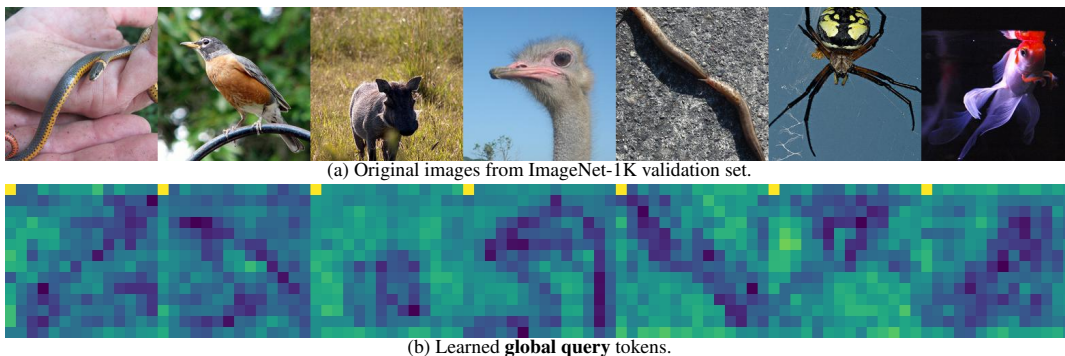 (a) Original images from ImageNet-1K validation set.
(b) Learned global query tokens.